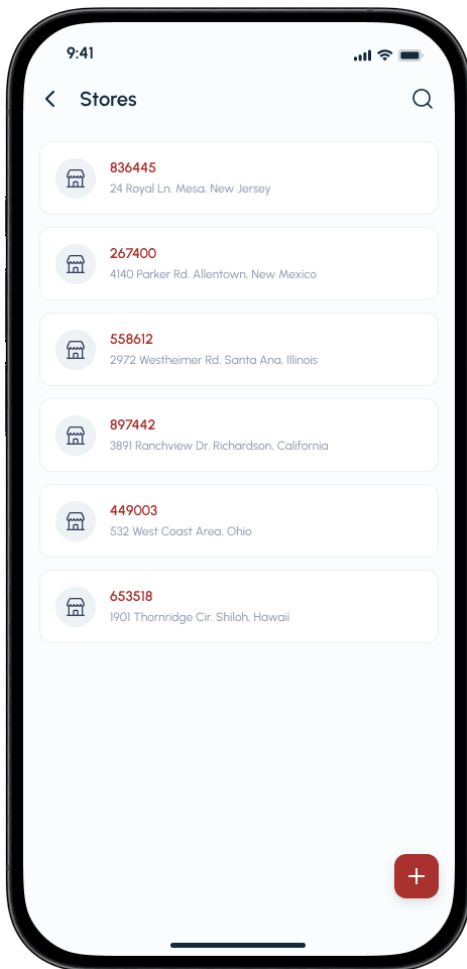 9:41
Stores
836445
24 Royal Ln. Mesa, New Jersey
267400
4140 Parker Rd. Allentown, New Mexico
558612
2972 Westheimer Rd. Santa Ana, Illinois
897442
3891 Ranchview Dr. Richardson, California
449003
532 West Coast Area, Ohio
653518
1901 Thornridge Cir. Shiloh, Hawaii